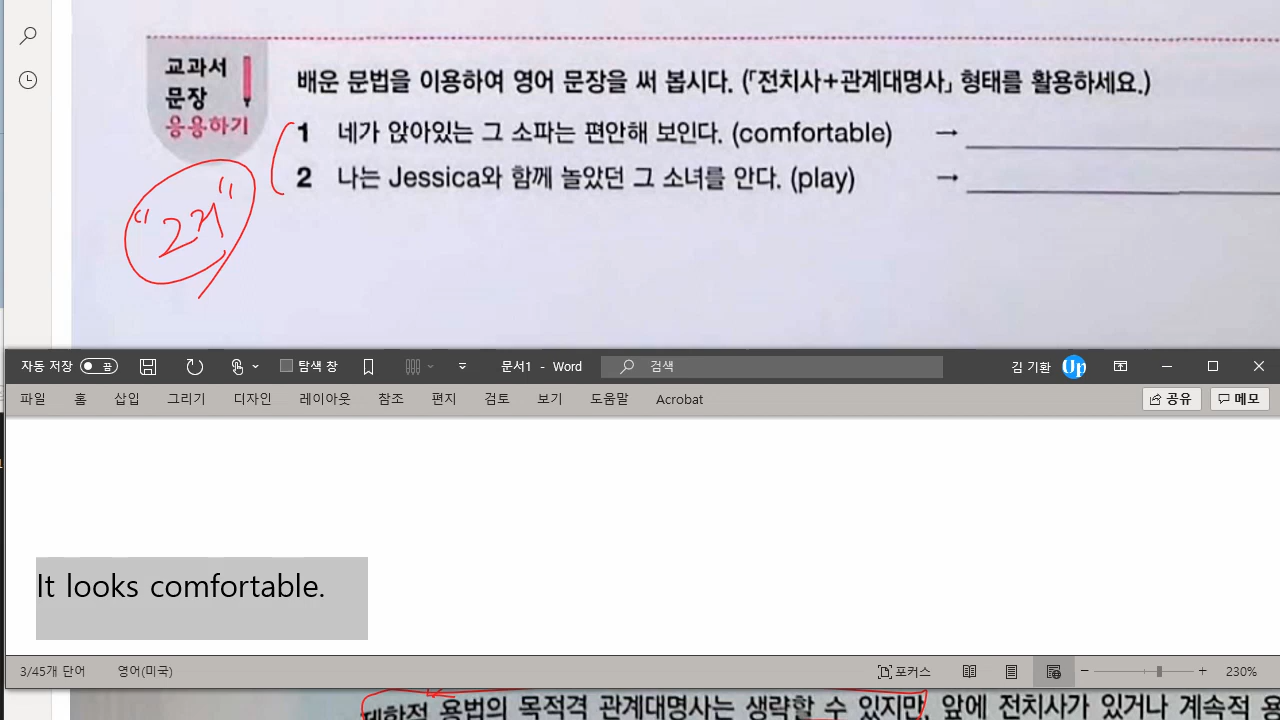 교과서
문장
응용하기
배운 문법을 이용하여 영어 문장을 써 봅시다. (「전치사+관계대명사」 형태를 활용하세요.)
1 네가 앉아있는 그 소파는 편안해 보인다. (comfortable) →
2 나는 Jessica와 함께 놀았던 그 소녀를 안다. (play) →
자동 저장 끔 탐색 창 문서1 - Word 검색 김 기환 Up
파일 홈 삽입 그리기 디자인 레이아웃 참조 편지 검토 보기 도움말 Acrobat 공유 메모
It looks comfortable.
3/45개 단어 영어(미국) 포커스 230%
제한적 용법의 목적격 관계대명사는 생략할 수 있지만, 앞에 전치사가 있거나 계속적 용